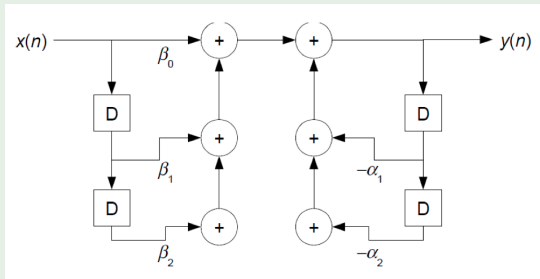 x(n) β₀ + + y(n)
D D
β₁ + + −α₁
D D
β₂ + + −α₂